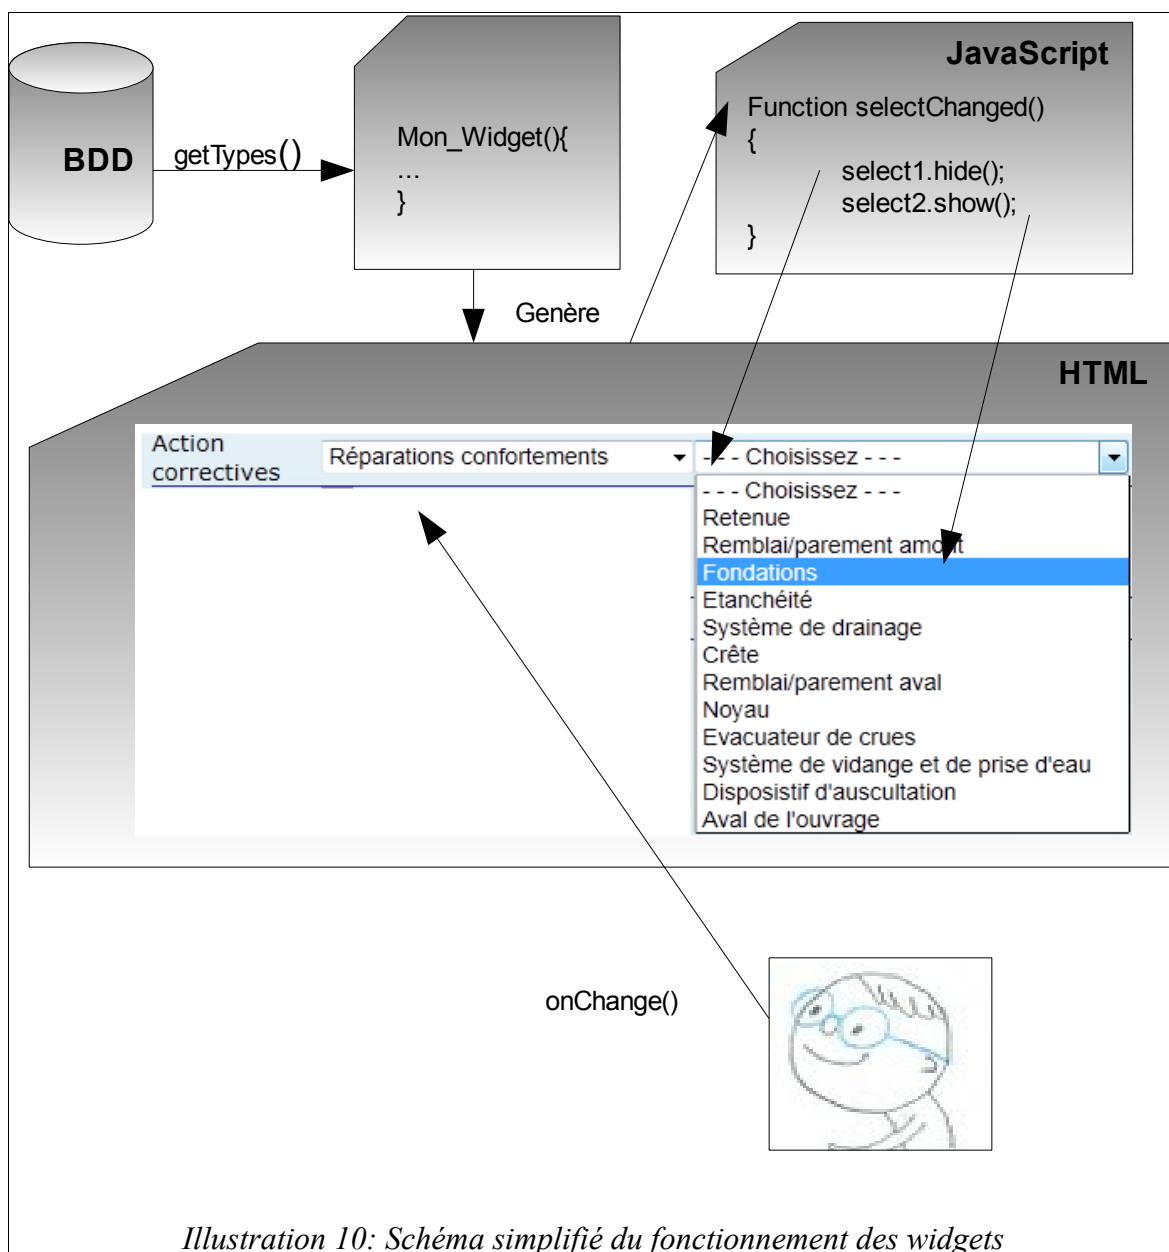 BDD
getTypes()
Mon_Widget(){
...
}
JavaScript
Function selectChanged()
{
select1.hide();
select2.show();
}
Genère
HTML
Action
correctives
Réparations confortements
- - - Choisissez - - -
- - - Choisissez - - -
Retenue
Remblai/parement amont
Fondations
Etanchéité
Système de drainage
Crête
Remblai/parement aval
Noyau
Evacuateur de crues
Système de vidange et de prise d'eau
Disposistif d'auscultation
Aval de l'ouvrage
onChange()
Illustration 10: Schéma simplifié du fonctionnement des widgets